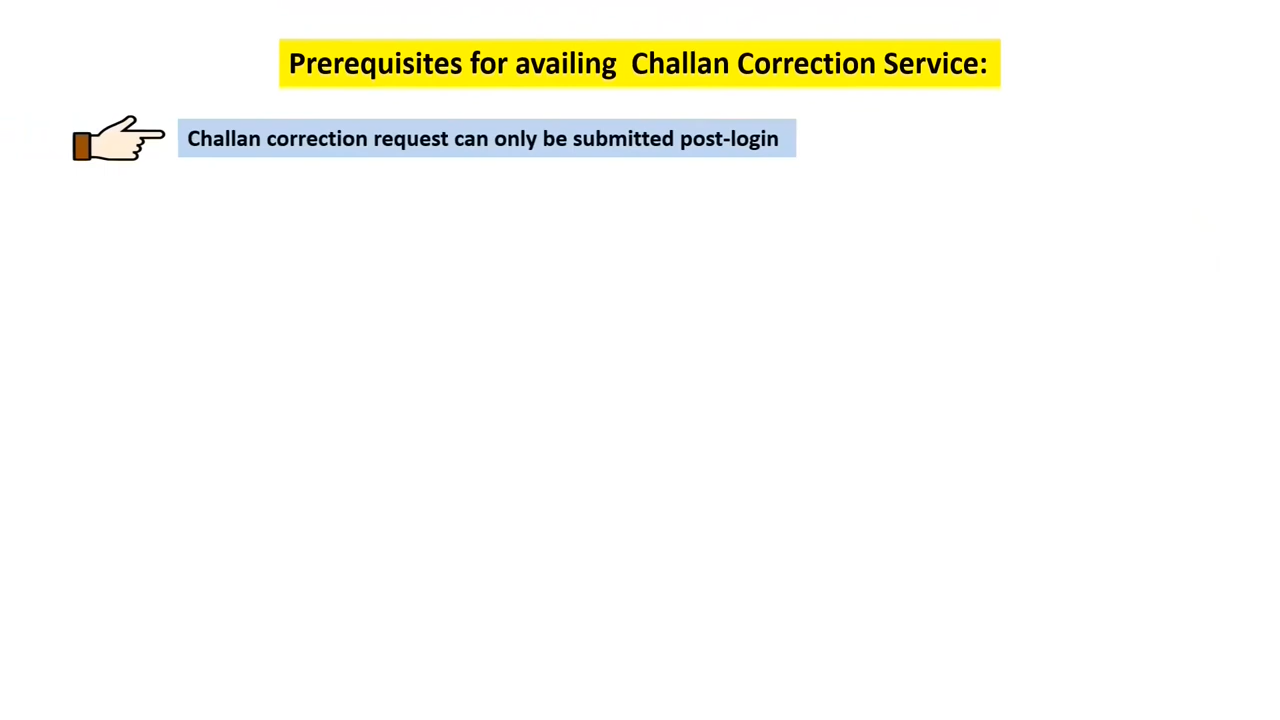 Prerequisites for availing  Challan Correction Service:
Challan correction request can only be submitted post-login